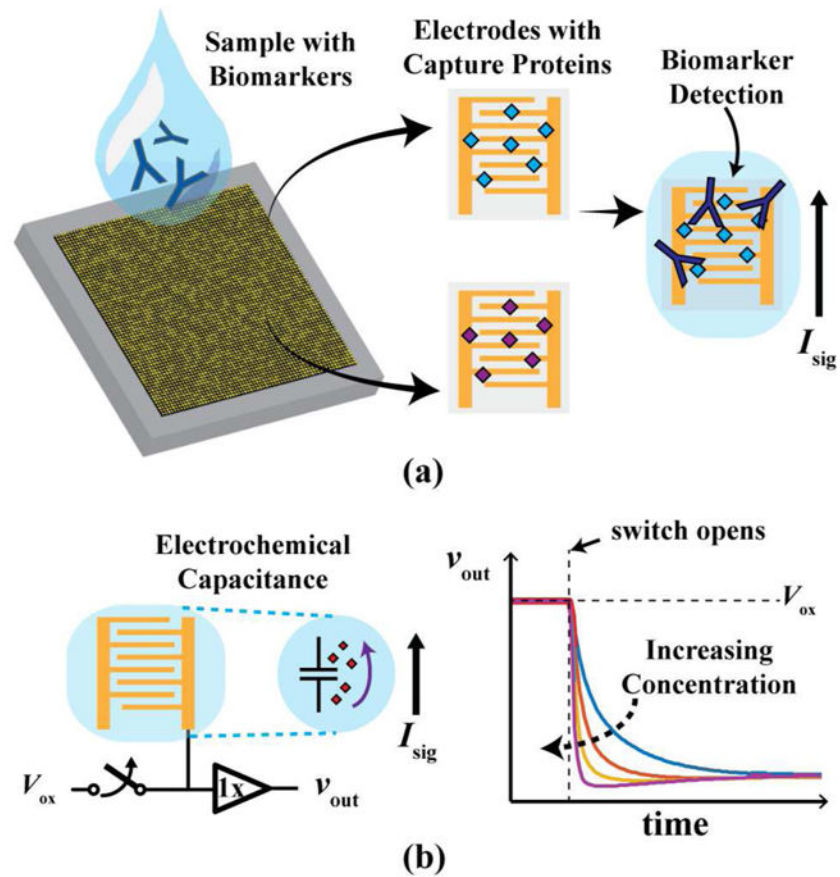 Sample with
Biomarkers
Electrodes with
Capture Proteins
Biomarker
Detection
I sig
(a)
Electrochemical
Capacitance
I sig
V ox
1x
v out
switch opens
v out
V ox
Increasing
Concentration
time
(b)